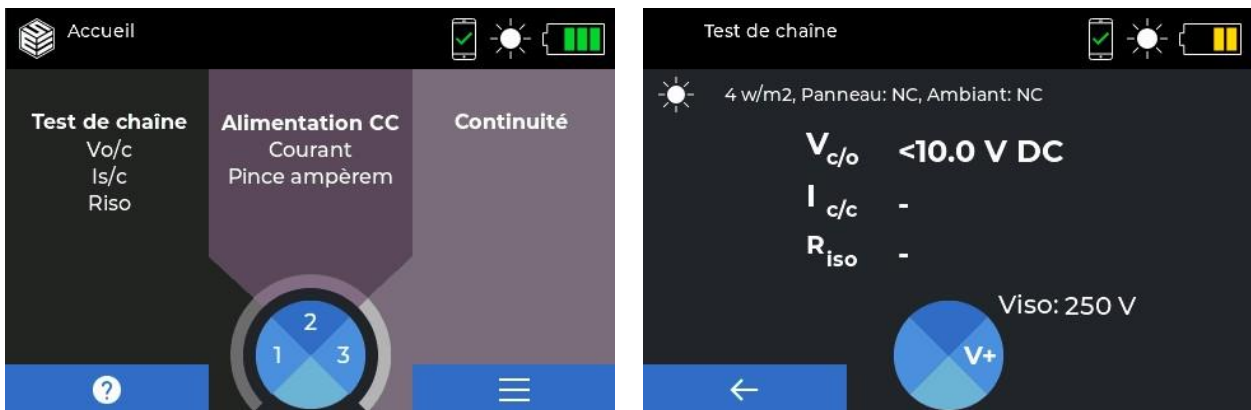 Accueil
Test de chaîne
Vo/c
Is/c
Riso
Alimentation CC
Courant
Pince ampèrem
Continuité
2
1 3
?
Test de chaîne
4 w/m2, Panneau: NC, Ambiant: NC
Vc/o <10.0 V DC
I c/c -
Riso -
Viso: 250 V
V+